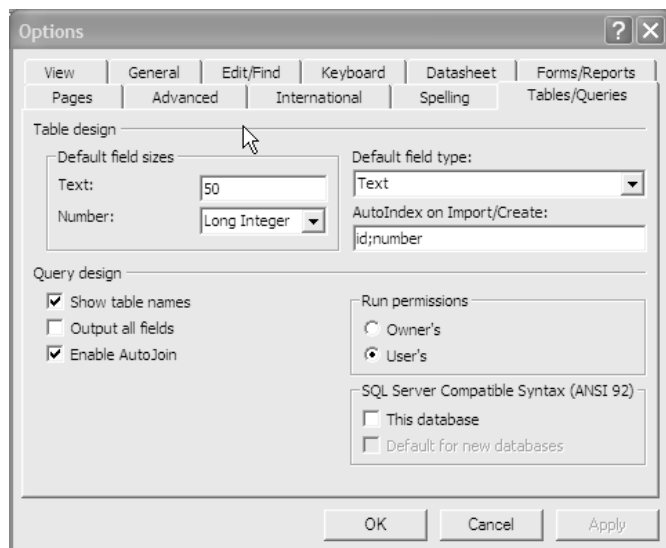 Options
View General Edit/Find Keyboard Datasheet Forms/Reports
Pages Advanced International Spelling Tables/Queries
Table design
Default field sizes
Text: 50
Number: Long Integer
Default field type:
Text
AutoIndex on Import/Create:
id;number
Query design
Show table names
Output all fields
Enable AutoJoin
Run permissions
Owner's
User's
SQL Server Compatible Syntax (ANSI 92)
This database
Default for new databases
OK Cancel Apply